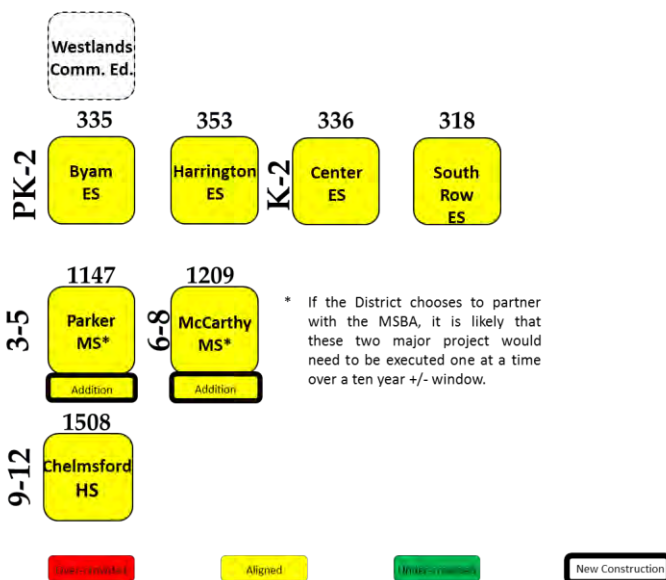 Westlands
Comm. Ed.
335
353
336
318
PK-2
Byam
ES
Harrington
ES
K-2
Center
ES
South
Row
ES
1147
1209
3-5
Parker
MS*
6-8
McCarthy
MS*
Addition
Addition
* If the District chooses to partner
with the MSBA, it is likely that
these two major project would
need to be executed one at a time
over a ten year +/- window.
1508
9-12
Chelmsford
HS
Aligned
New Construction